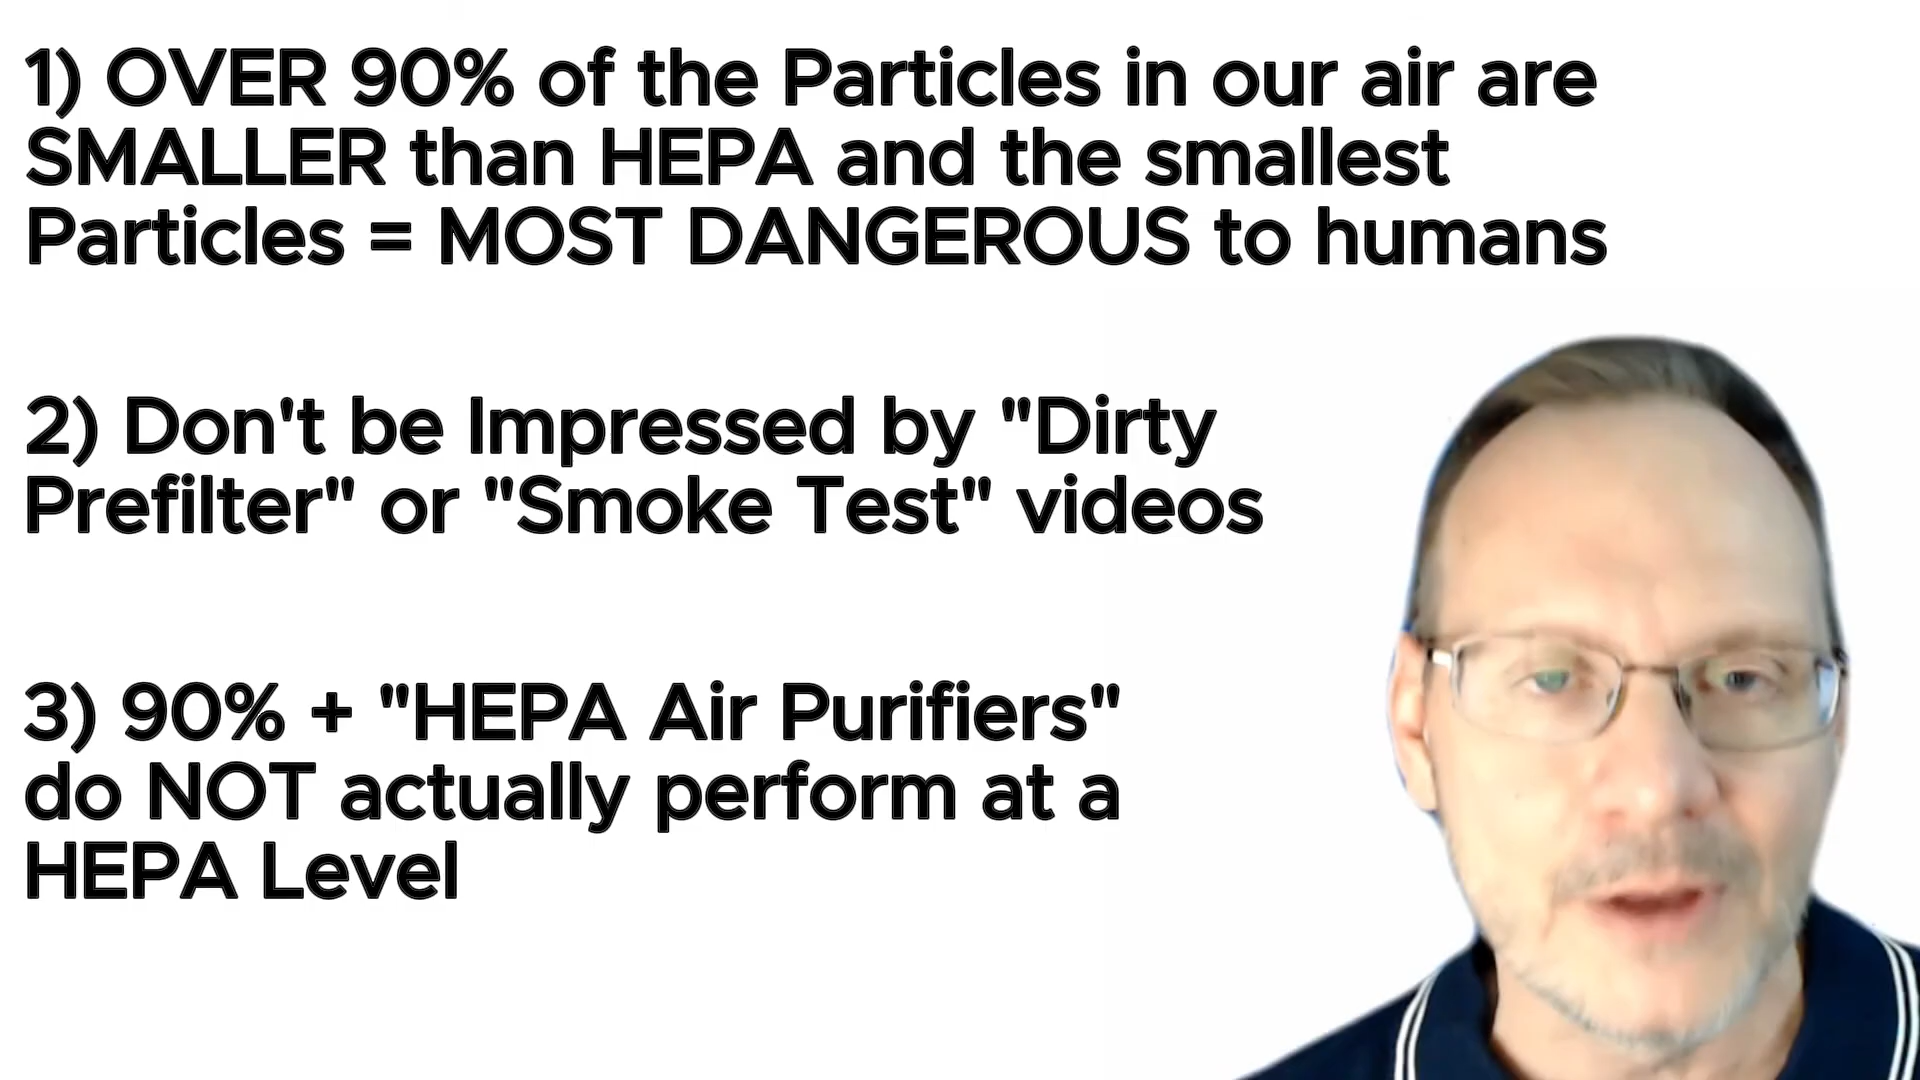 1) OVER 90% of the Particles in our air are
SMALLER than HEPA and the smallest
Particles = MOST DANGEROUS to humans
2) Don't be Impressed by "Dirty
Prefilter" or "Smoke Test" videos
3) 90% + "HEPA Air Purifiers"
do NOT actually perform at a
HEPA Level